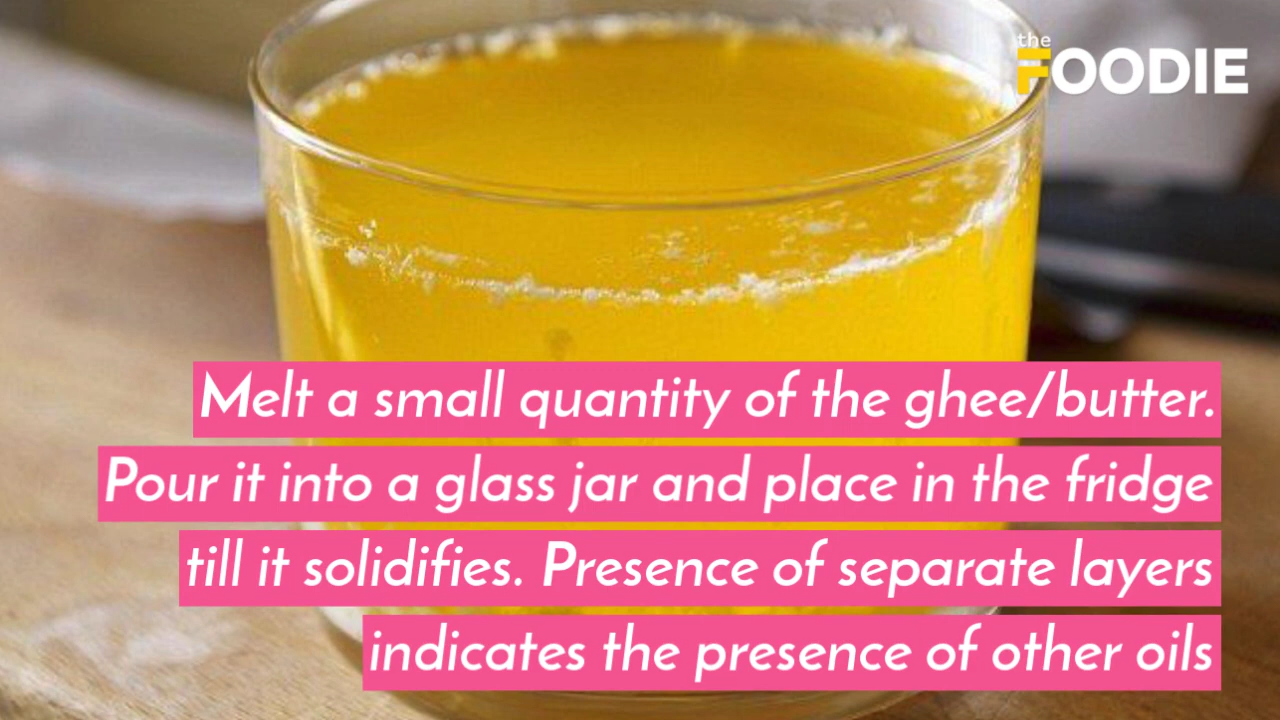 the
FOODIE
Melt a small quantity of the ghee/butter.
Pour it into a glass jar and place in the fridge
till it solidifies. Presence of separate layers
indicates the presence of other oils